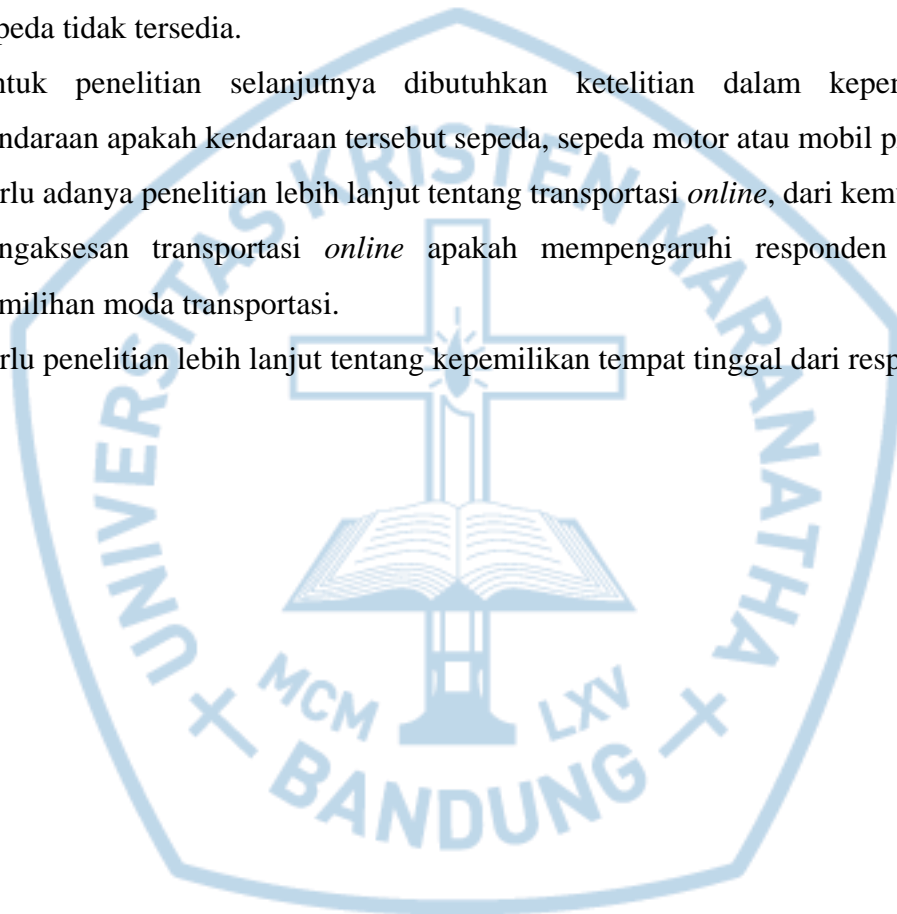 peda tidak tersedia.
ntuk penelitian selanjutnya dibutuhkan ketelitian dalam keper
ndaraan apakah kendaraan tersebut sepeda, sepeda motor atau mobil pr
rlu adanya penelitian lebih lanjut tentang transportasi online, dari kemu
ngaksesan transportasi online apakah mempengaruhi responden
milihan moda transportasi.
rlu penelitian lebih lanjut tentang kepemilikan tempat tinggal dari resp
UNIVERSITAS KRISTEN MARANATHA
MCM LXV
BANDUNG